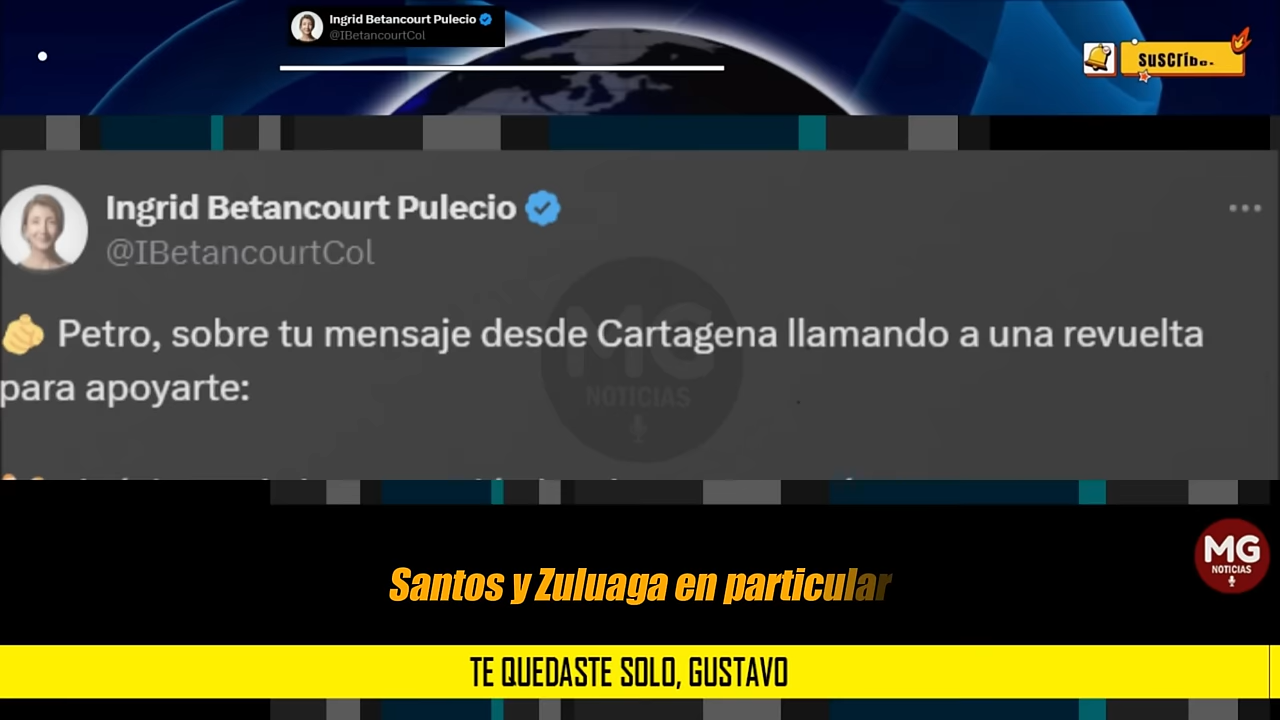 Ingrid Betancourt Pulecio
@IBetancourtCol
suscríbe
Ingrid Betancourt Pulecio
@IBetancourtCol
Petro, sobre tu mensaje desde Cartagena llamando a una revuelta
para apoyarte:
MG
NOTICIAS
Santos y Zuluaga en particular
MG
NOTICIAS
TE QUEDASTE SOLO, GUSTAVO